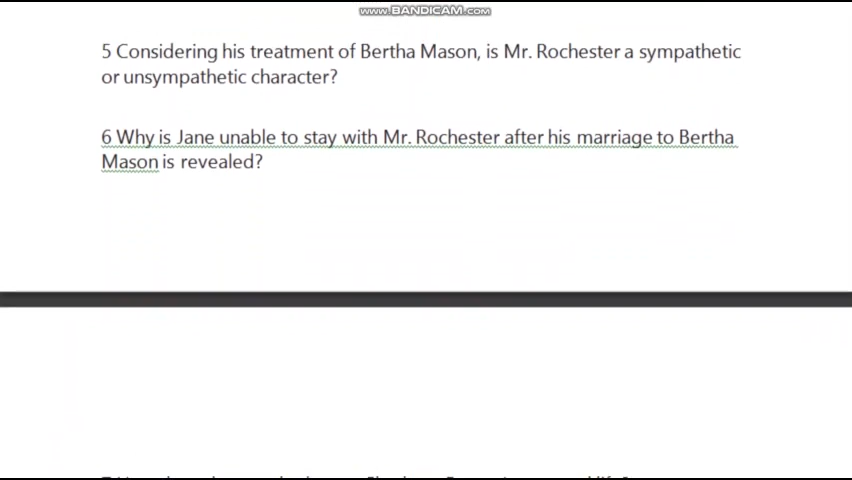 www.BANDICAM.com
5 Considering his treatment of Bertha Mason, is Mr. Rochester a sympathetic
or unsympathetic character?
6 Why is Jane unable to stay with Mr. Rochester after his marriage to Bertha
Mason is revealed?